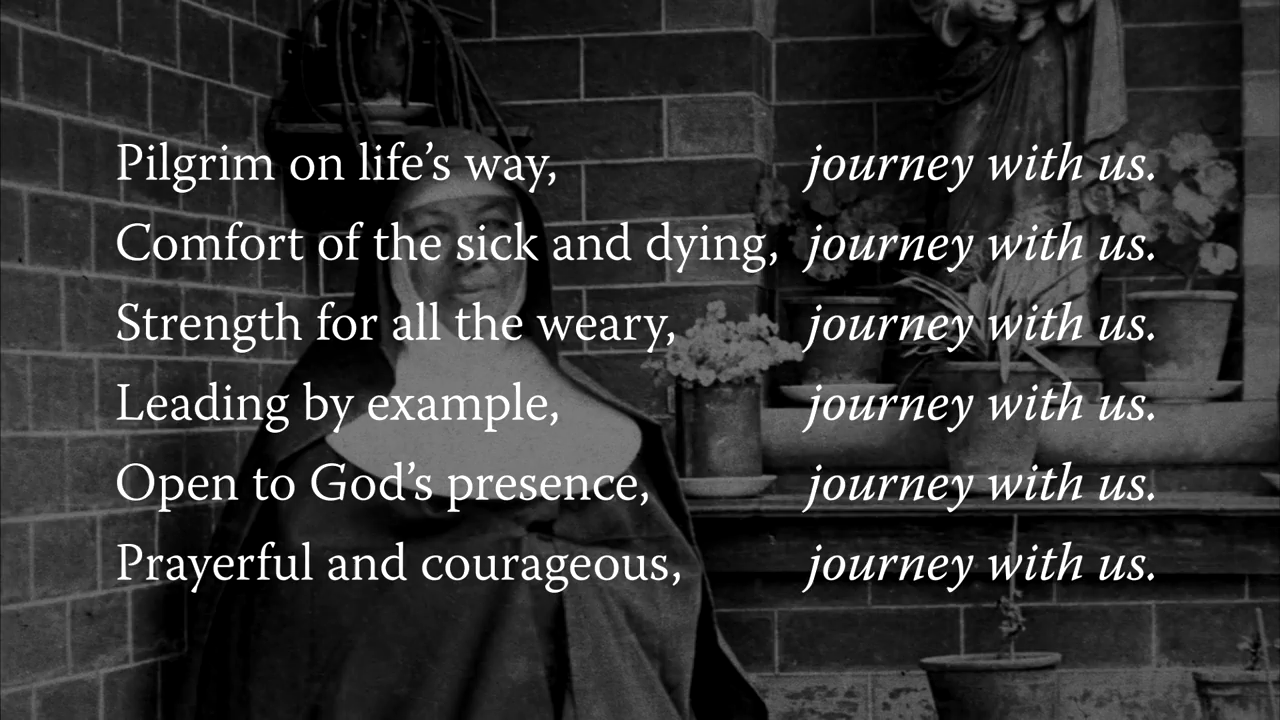 Pilgrim on life’s way, journey with us.
Comfort of the sick and dying, journey with us.
Strength for all the weary, journey with us.
Leading by example, journey with us.
Open to God’s presence, journey with us.
Prayerful and courageous, journey with us.